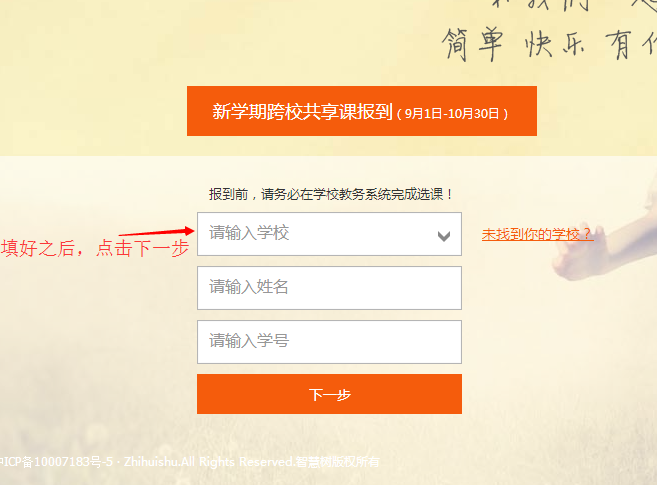 简单 快乐 有
新学期跨校共享课报到（9月1日-10月30日）
报到前，请务必在学校教务系统完成选课！
请输入学校
未找到你的学校？
填好之后，点击下一步
请输入姓名
请输入学号
下一步
ICP备10007183号-5 · Zhihuishu.All Rights Reserved.智慧树版权所有